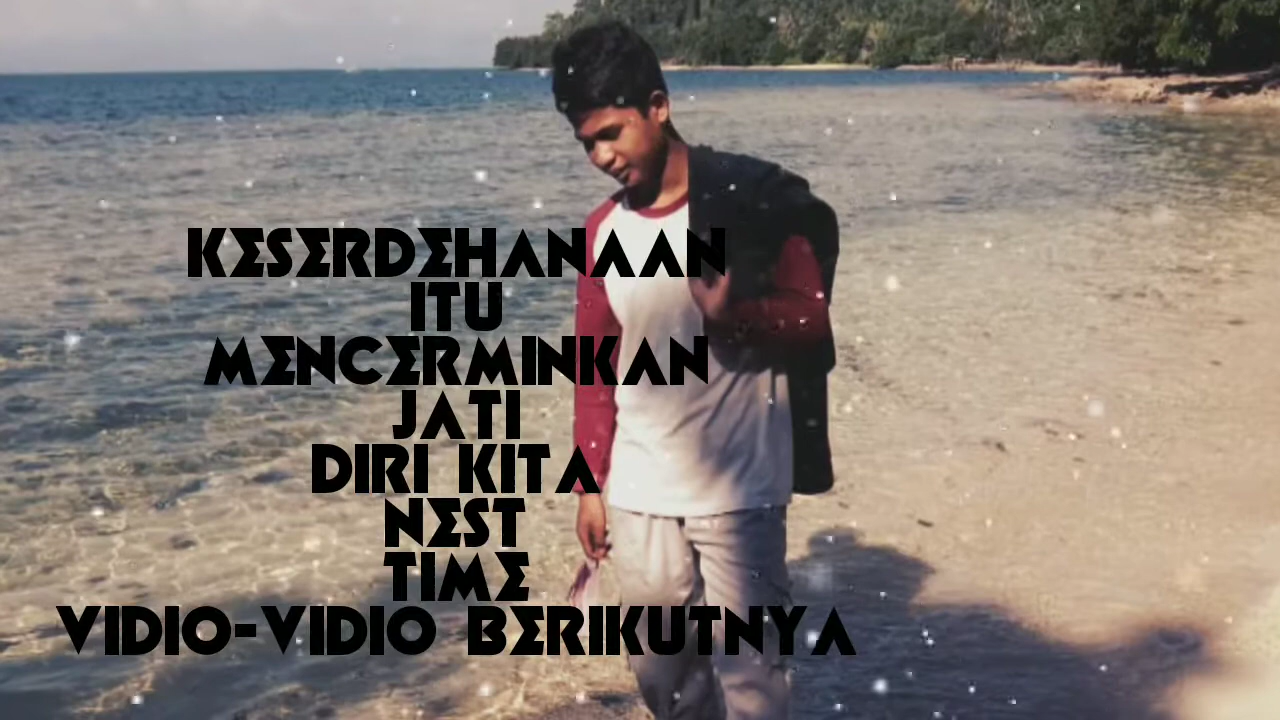 KESERDEHANAAN
ITU
MENCERMINKAN
JATI
DIRI KITA
NEST
TIME
VIDIO-VIDIO BERIKUTNYA